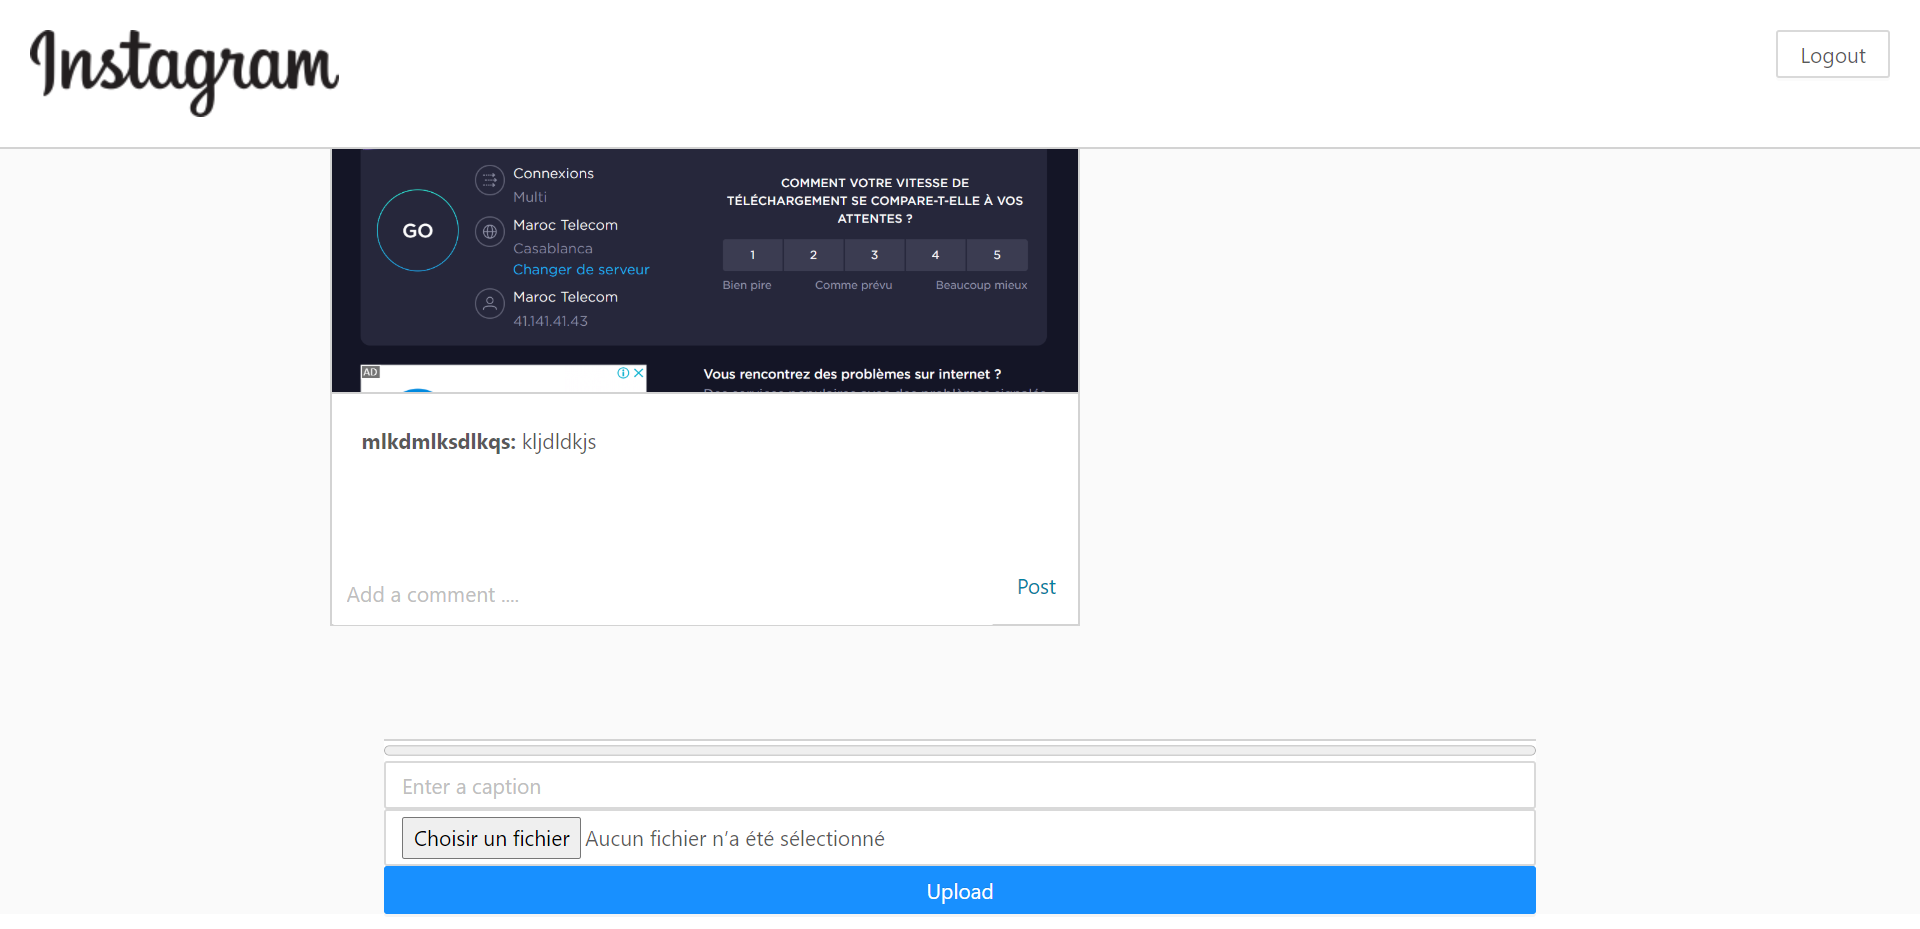 Instagram
Logout
Connexions
Multi
Maroc Telecom
Casablanca
Changer de serveur
Maroc Telecom
41.141.41.43
GO
COMMENT VOTRE VITESSE DE
TÉLÉCHARGEMENT SE COMPARE-T-ELLE À VOS
ATTENTES ?
1 2 3 4 5
Bien pire Comme prévu Beaucoup mieux
AD
Vous rencontrez des problèmes sur internet ?
mlkdmlksdlkqs: kljdldkjs
Add a comment ....
Post
Enter a caption
Choisir un fichier Aucun fichier n’a été sélectionné
Upload